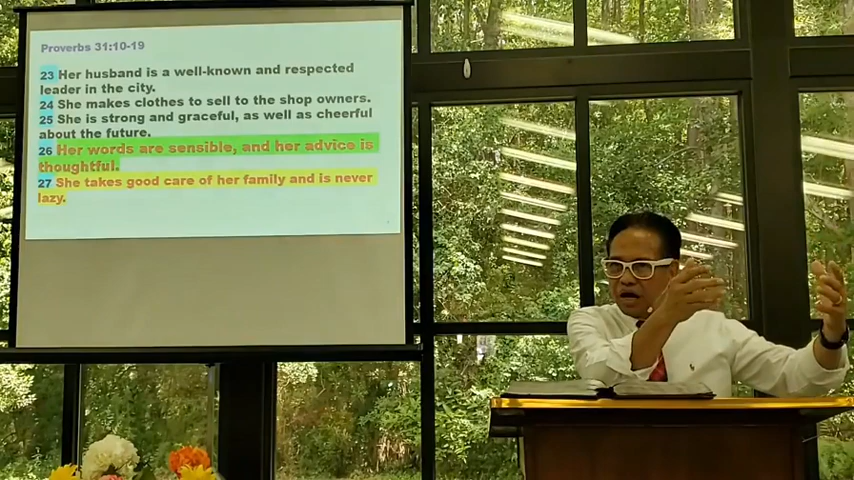 Proverbs 31:10-19
23 Her husband is a well-known and respected
leader in the city.
24 She makes clothes to sell to the shop owners.
25 She is strong and graceful, as well as cheerful
about the future.
26 Her words are sensible, and her advice is
thoughtful.
27 She takes good care of her family and is never
lazy.